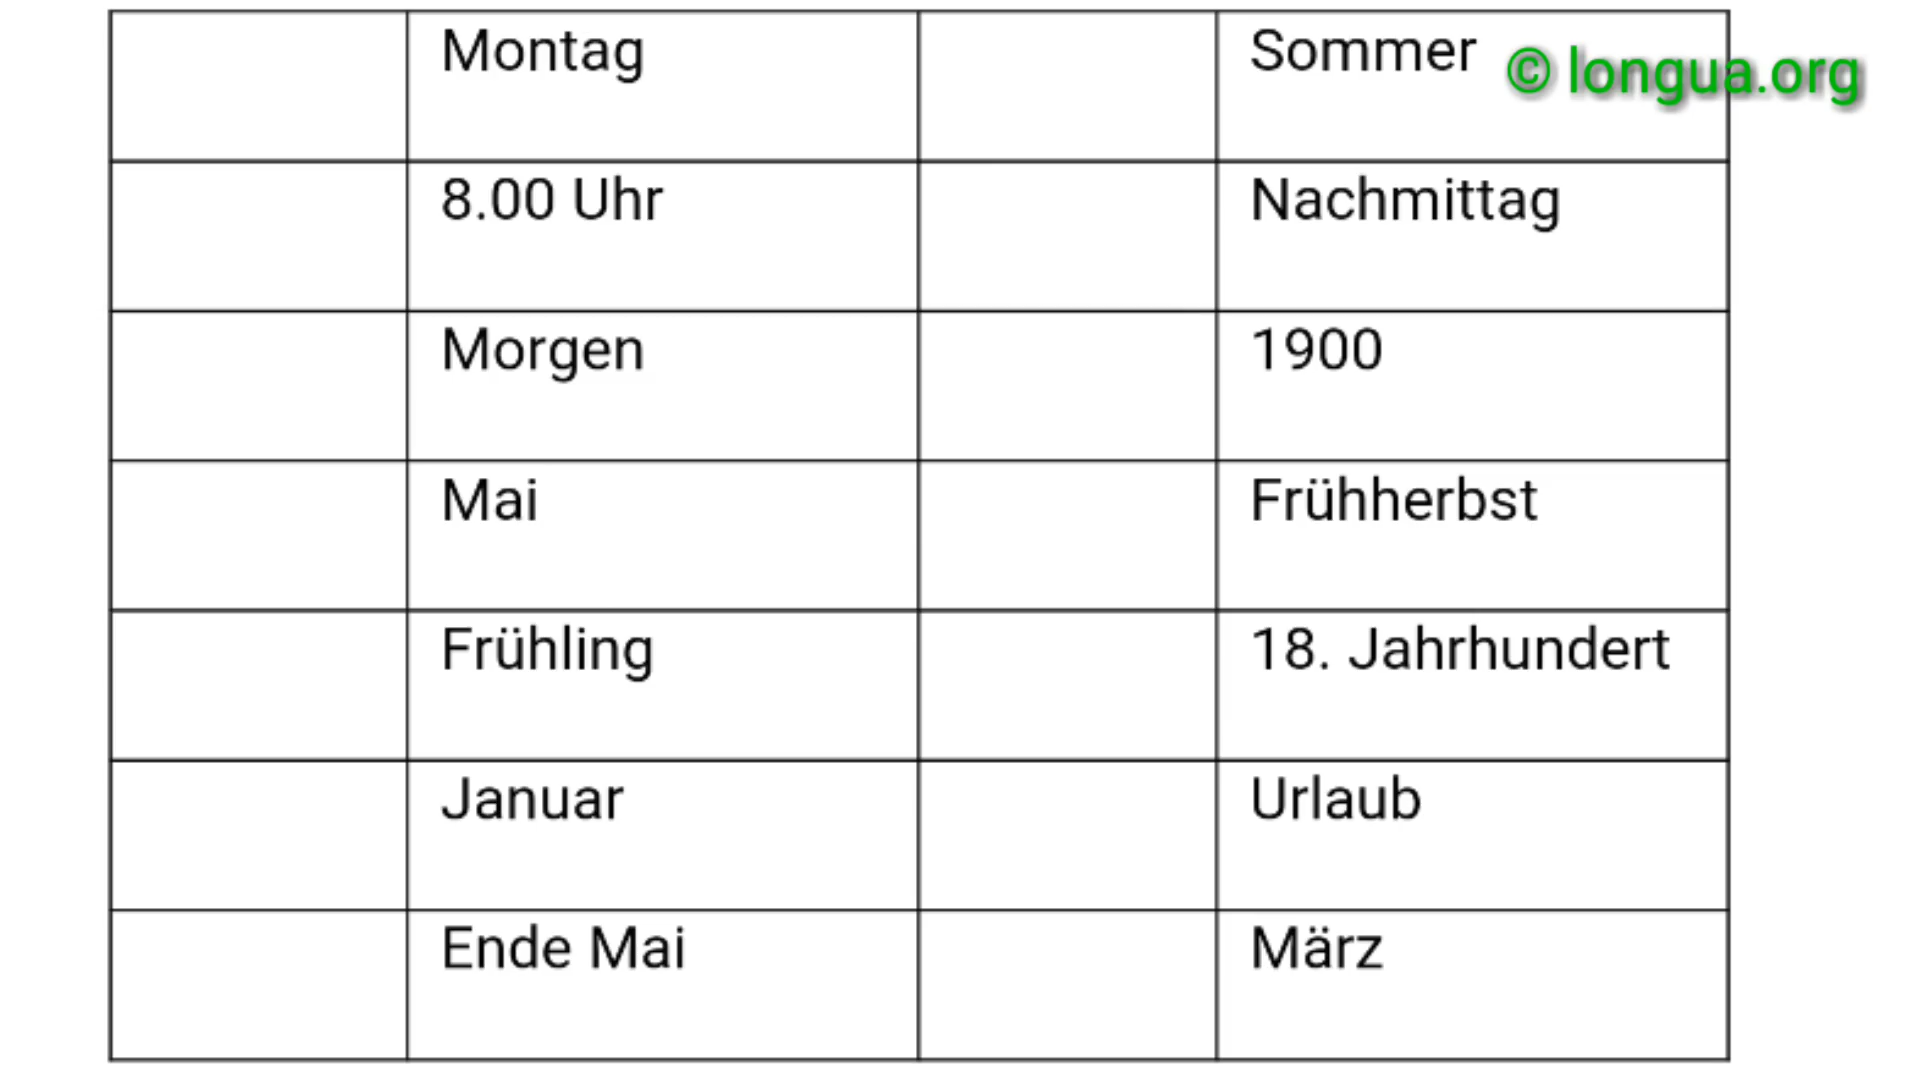 Montag
Sommer
© longua.org
8.00 Uhr
Nachmittag
Morgen
1900
Mai
Frühherbst
Frühling
18. Jahrhundert
Januar
Urlaub
Ende Mai
März